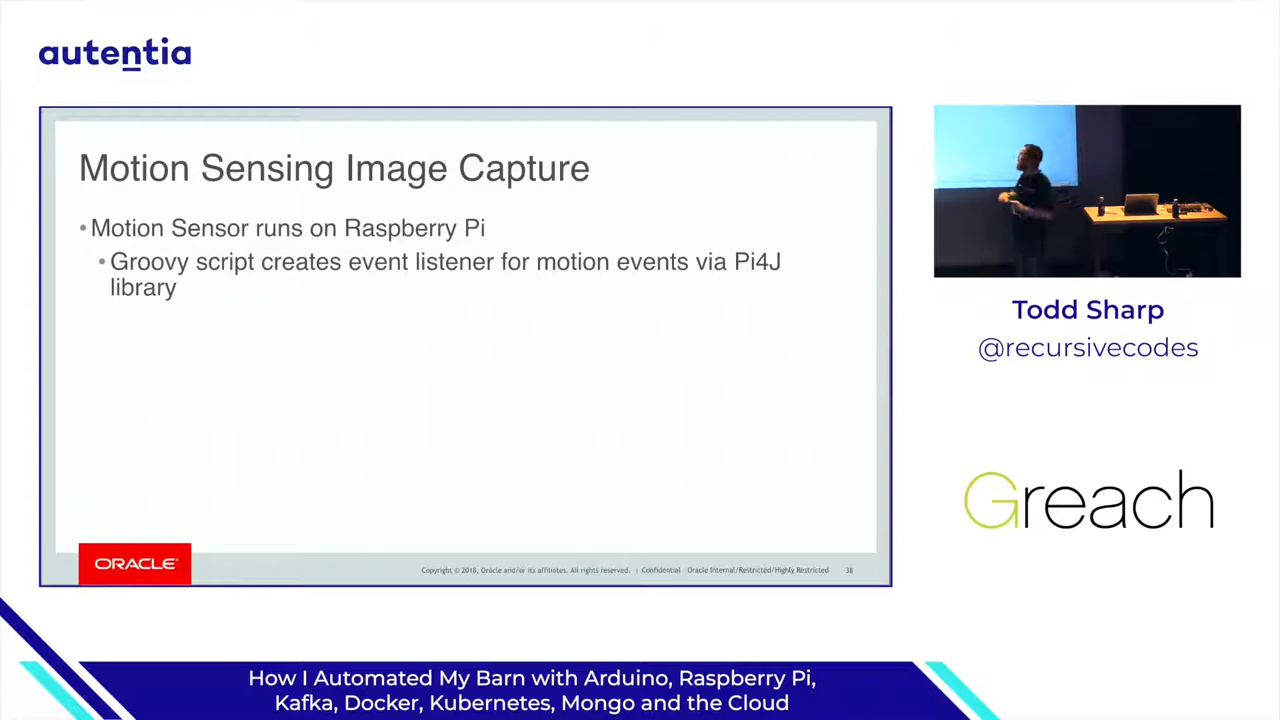 autentia
Motion Sensing Image Capture
•Motion Sensor runs on Raspberry Pi
•Groovy script creates event listener for motion events via Pi4J
library
ORACLE®
Copyright © 2018, Oracle and/or its affiliates. All rights reserved. | Confidential – Oracle Internal/Restricted/Highly Restricted 38
Todd Sharp
@recursivecodes
Greach
How I Automated My Barn with Arduino, Raspberry Pi,
Kafka, Docker, Kubernetes, Mongo and the Cloud